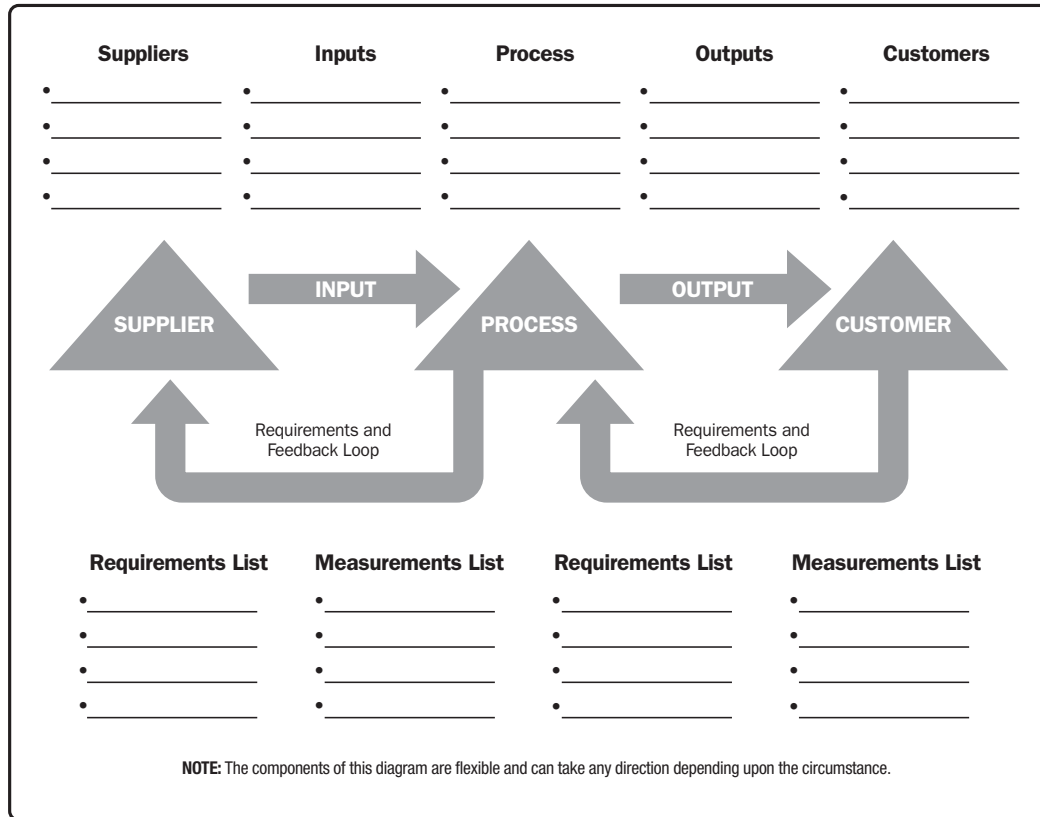 Suppliers
Inputs
Process
Outputs
Customers
SUPPLIER
INPUT
PROCESS
OUTPUT
CUSTOMER
Requirements and
Feedback Loop
Requirements and
Feedback Loop
Requirements List
Measurements List
Requirements List
Measurements List
NOTE: The components of this diagram are flexible and can take any direction depending upon the circumstance.